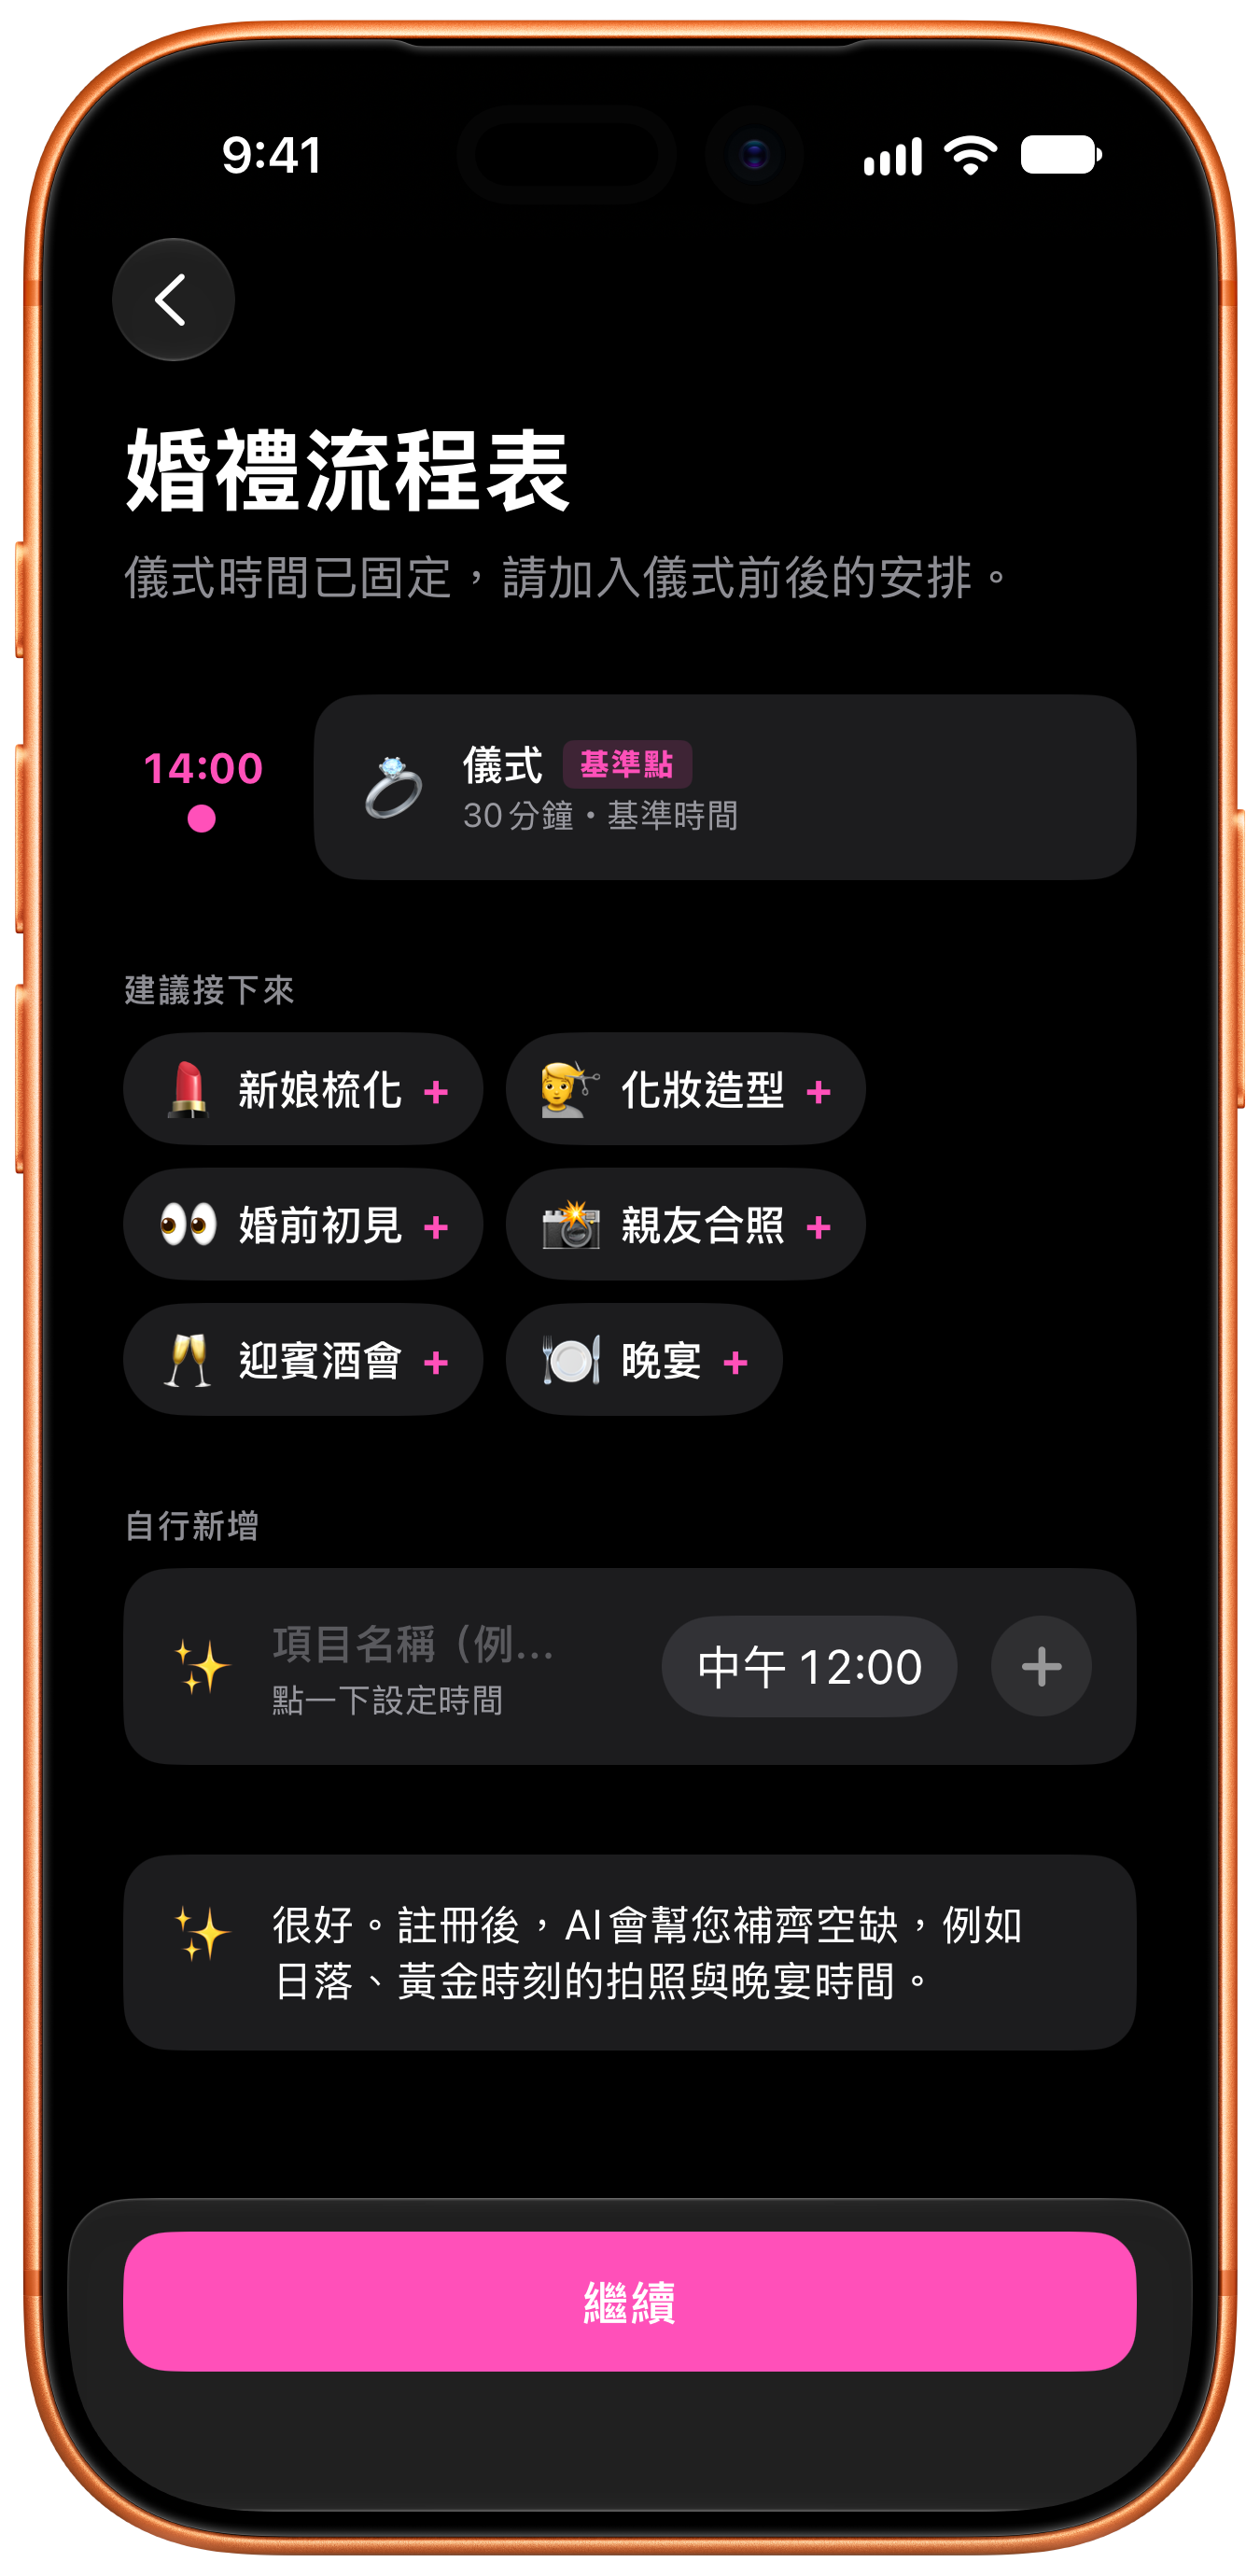 9:41
婚禮流程表
儀式時間已固定，請加入儀式前後的安排。
14:00
儀式 基準點
30 分鐘・基準時間
建議接下來
新娘梳化 +
化妝造型 +
婚前初見 +
親友合照 +
迎賓酒會 +
晚宴 +
自行新增
項目名稱（例...
點一下設定時間
中午 12:00
很好。註冊後，AI 會幫您補齊空缺，例如
日落、黃金時刻的拍照與晚宴時間。
繼續